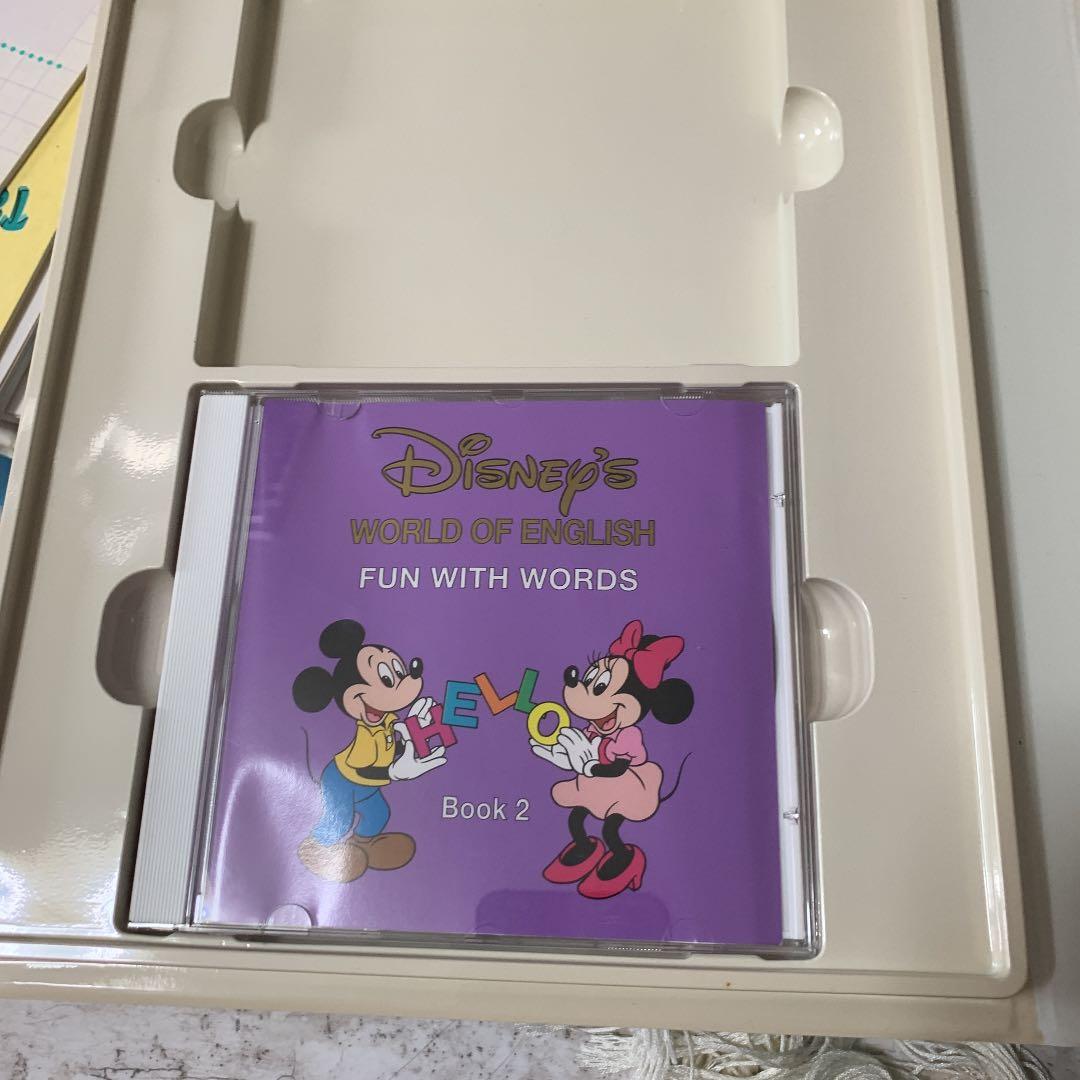 DISNEY'S
WORLD OF ENGLISH
FUN WITH WORDS
HELLO
Book 2